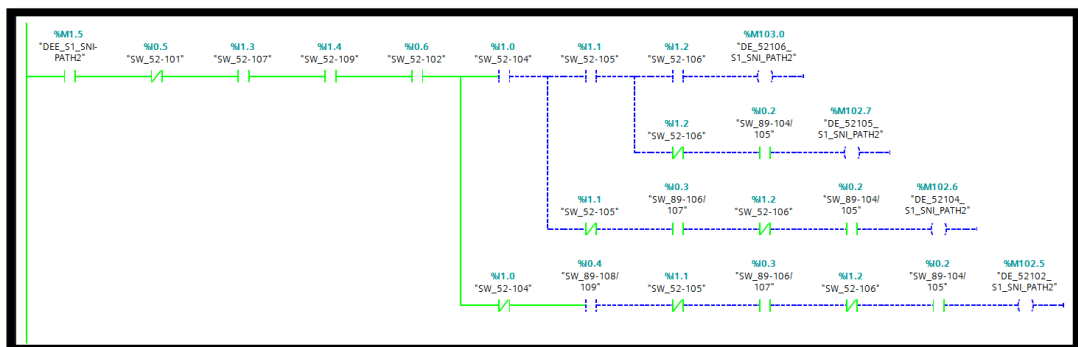 %M1.5
"DEE_S1_SNI-
PATH2"
%I0.5
"SW_52-101"
%I1.3
"SW_52-107"
%I1.4
"SW_52-109"
%I0.6
"SW_52-102"
%I1.0
"SW_52-104"
%I1.1
"SW_52-105"
%I1.2
"SW_52-106"
%M103.0
"DE_52106_
S1_SNI_PATH2"
%I1.2
"SW_52-106"
%I0.2
"SW_89-104/
105"
%M102.7
"DE_52105_
S1_SNI_PATH2"
%I1.1
"SW_52-105"
%I0.3
"SW_89-106/
107"
%I1.2
"SW_52-106"
%I0.2
"SW_89-104/
105"
%M102.6
"DE_52104_
S1_SNI_PATH2"
%I1.0
"SW_52-104"
%I0.4
"SW_89-108/
109"
%I1.1
"SW_52-105"
%I0.3
"SW_89-106/
107"
%I1.2
"SW_52-106"
%I0.2
"SW_89-104/
105"
%M102.5
"DE_52102_
S1_SNI_PATH2"